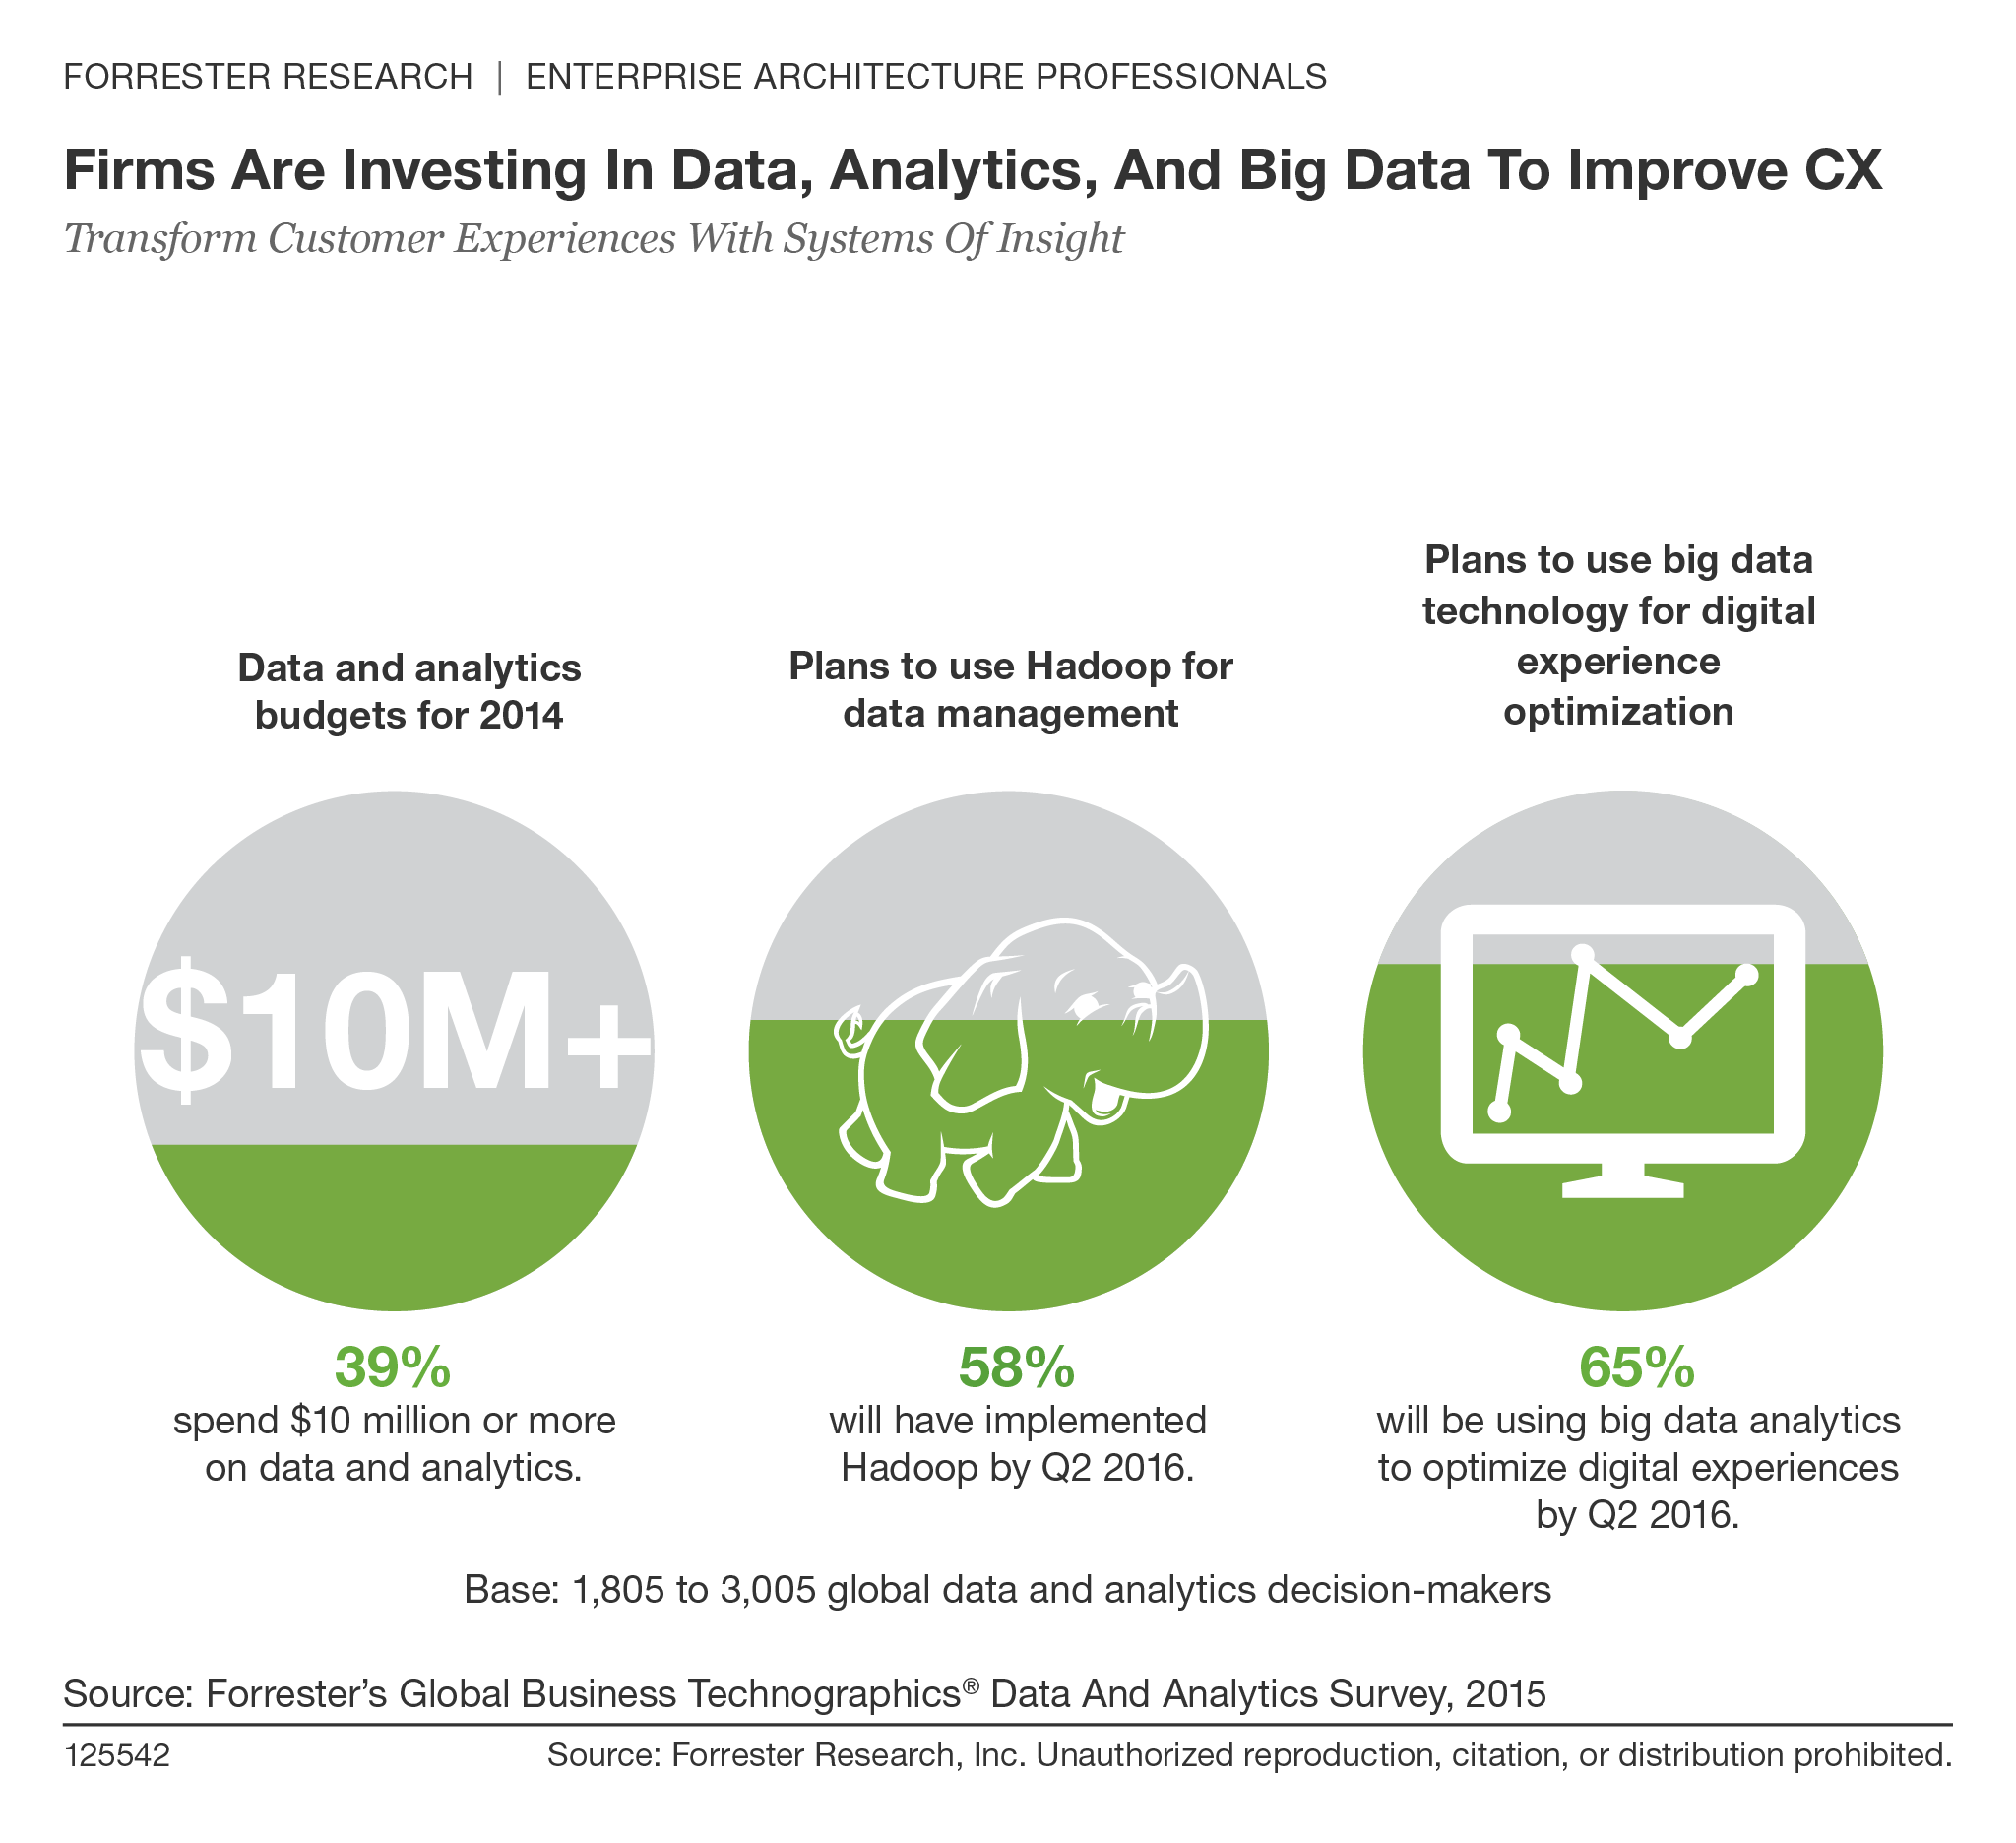 FORRESTER RESEARCH | ENTERPRISE ARCHITECTURE PROFESSIONALS
Firms Are Investing In Data, Analytics, And Big Data To Improve CX
Transform Customer Experiences With Systems Of Insight
Data and analytics
budgets for 2014
$10M+
39%
spend $10 million or more
on data and analytics.
Plans to use Hadoop for
data management
58%
will have implemented
Hadoop by Q2 2016.
Plans to use big data
technology for digital
experience
optimization
65%
will be using big data analytics
to optimize digital experiences
by Q2 2016.
Base: 1,805 to 3,005 global data and analytics decision-makers
Source: Forrester’s Global Business Technographics® Data And Analytics Survey, 2015
125542
Source: Forrester Research, Inc. Unauthorized reproduction, citation, or distribution prohibited.